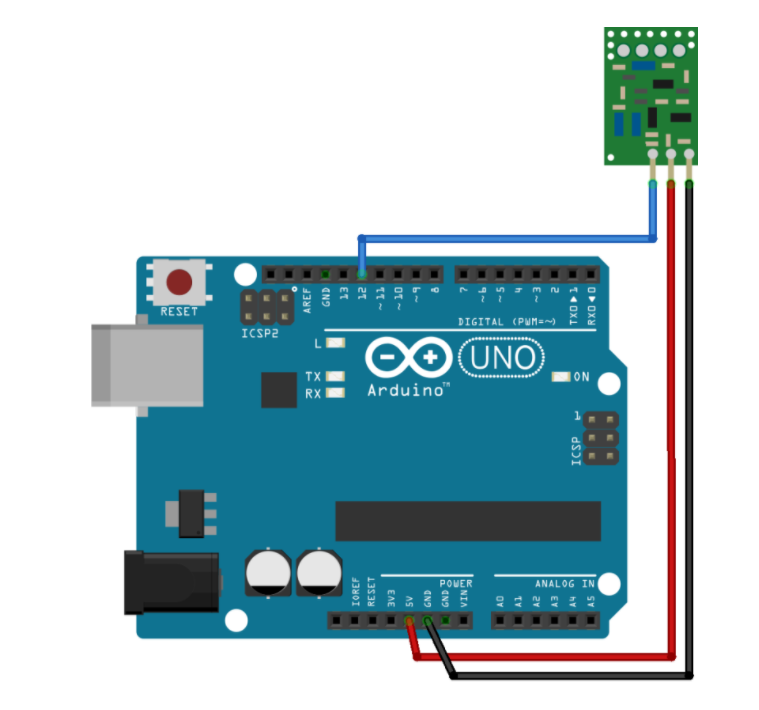 RESET
ICSP2
AREF
GND
13
12
~11
~10
~9
8
7
~6
~5
4
~3
2
TX0▶1
RX0◀0
DIGITAL (PWM=~)
L
TX
RX
UNO
Arduino™
ON
1
ICSP
POWER
ANALOG IN
IOREF
RESET
3V3
5V
GND
GND
VIN
A0
A1
A2
A3
A4
A5